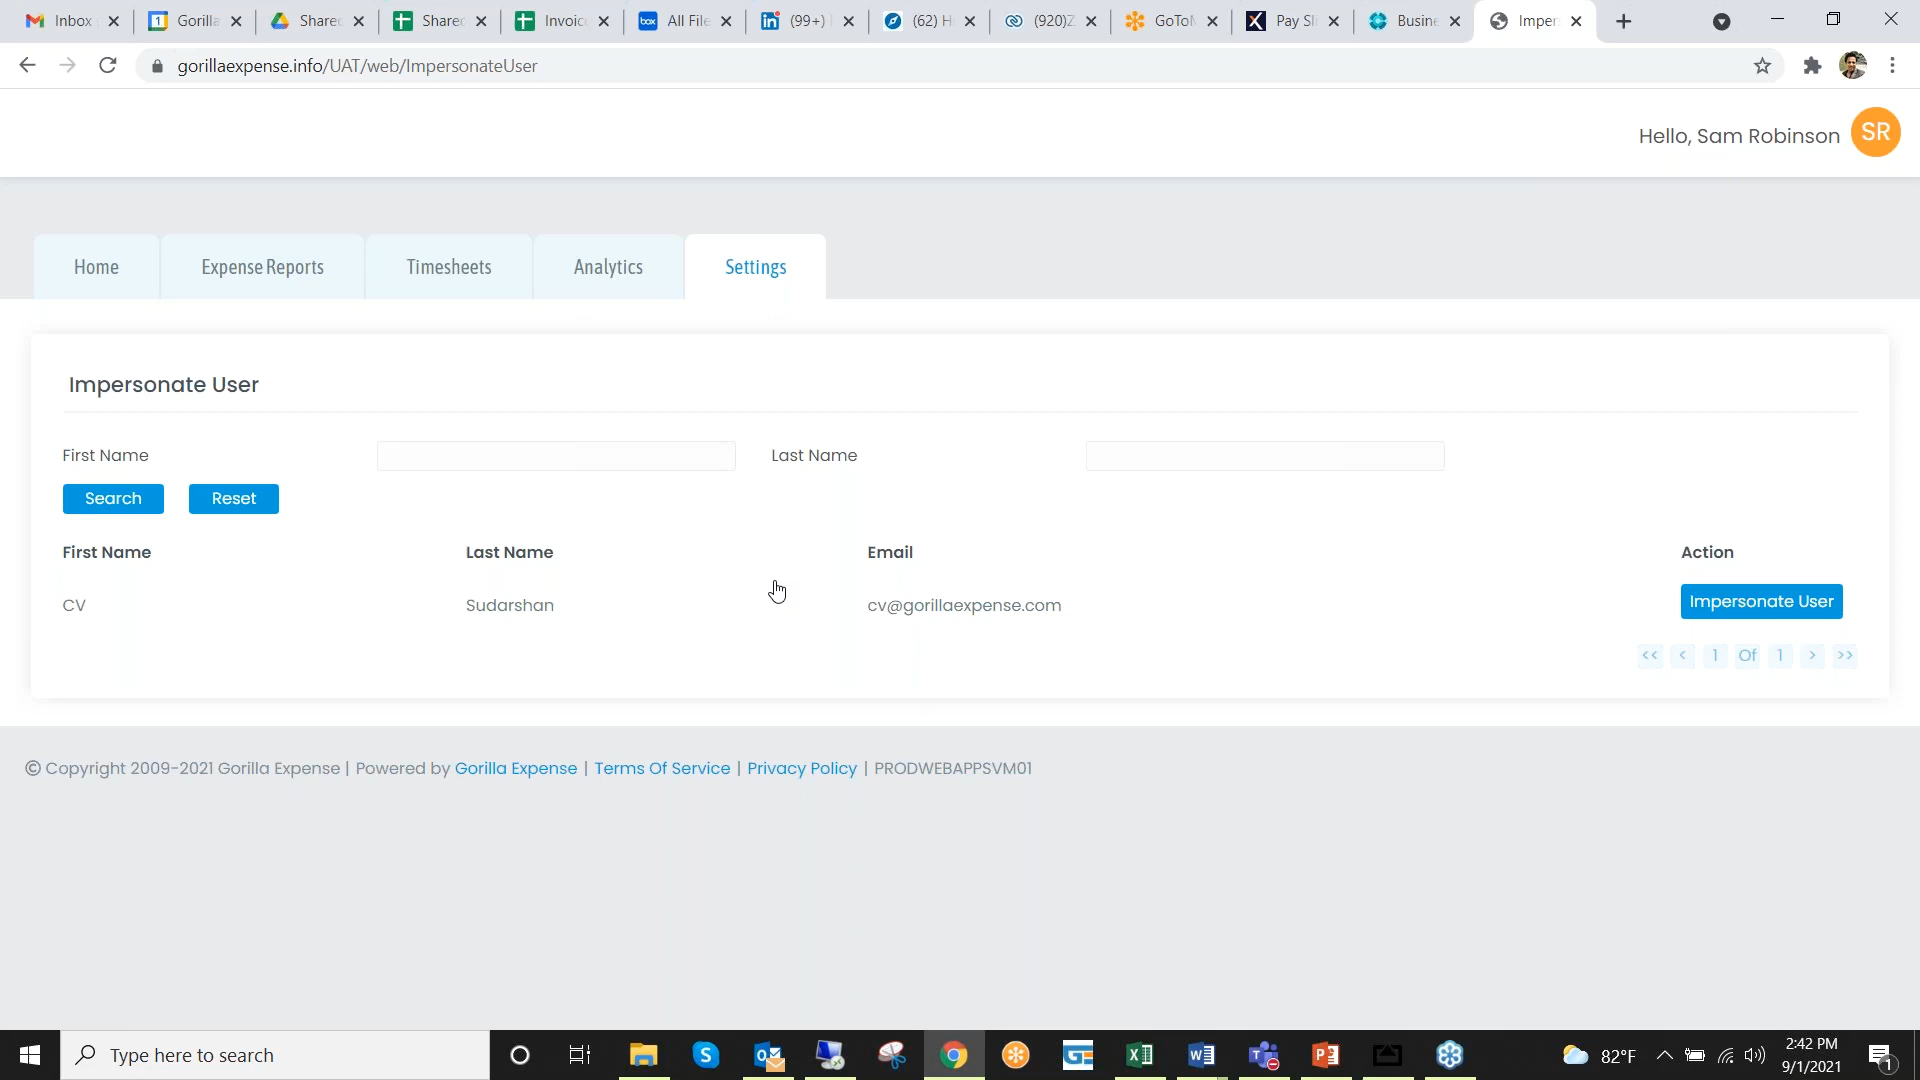 Inbox Gorilla Shared Shared Invoic All File (99+) (62) H (920)Z GoToM Pay Sli Busine Imper
gorillaexpense.info/UAT/web/ImpersonateUser
Hello, Sam Robinson SR
Home Expense Reports Timesheets Analytics Settings
Impersonate User
First Name Last Name
Search Reset
First Name Last Name Email Action
CV Sudarshan cv@gorillaexpense.com Impersonate User
<< < 1 Of 1 > >>
© Copyright 2009-2021 Gorilla Expense | Powered by Gorilla Expense | Terms Of Service | Privacy Policy | PRODWEBAPPSVM01
Type here to search
82°F
2:42 PM
9/1/2021
1